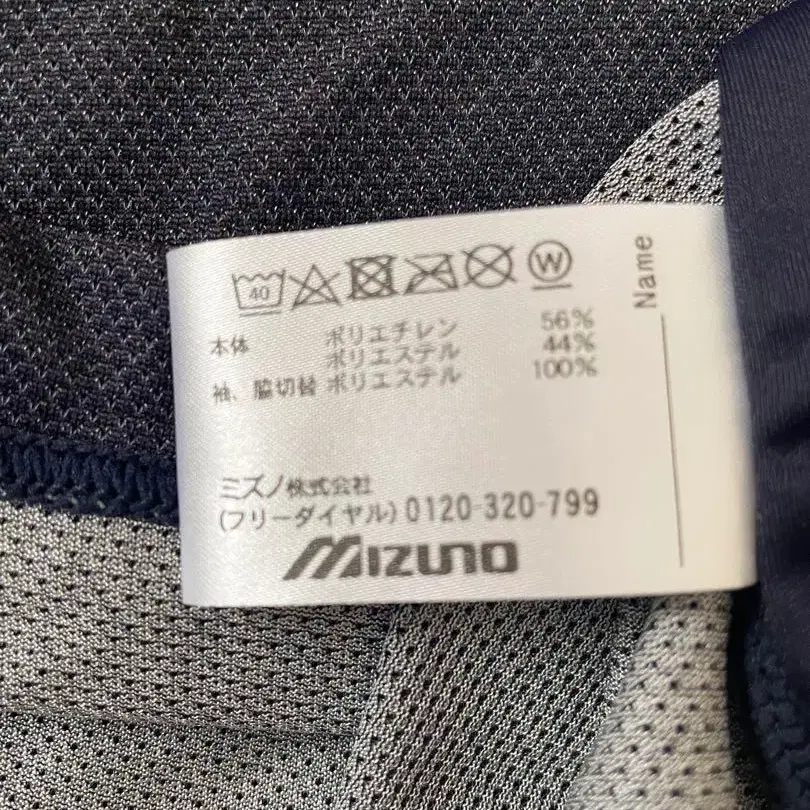 40 W
Name
本体 ポリエチレン 56%
ポリエステル 44%
袖、脇切替 ポリエステル 100%
ミズノ株式会社
(フリーダイヤル) 0120-320-799
MIZUNO